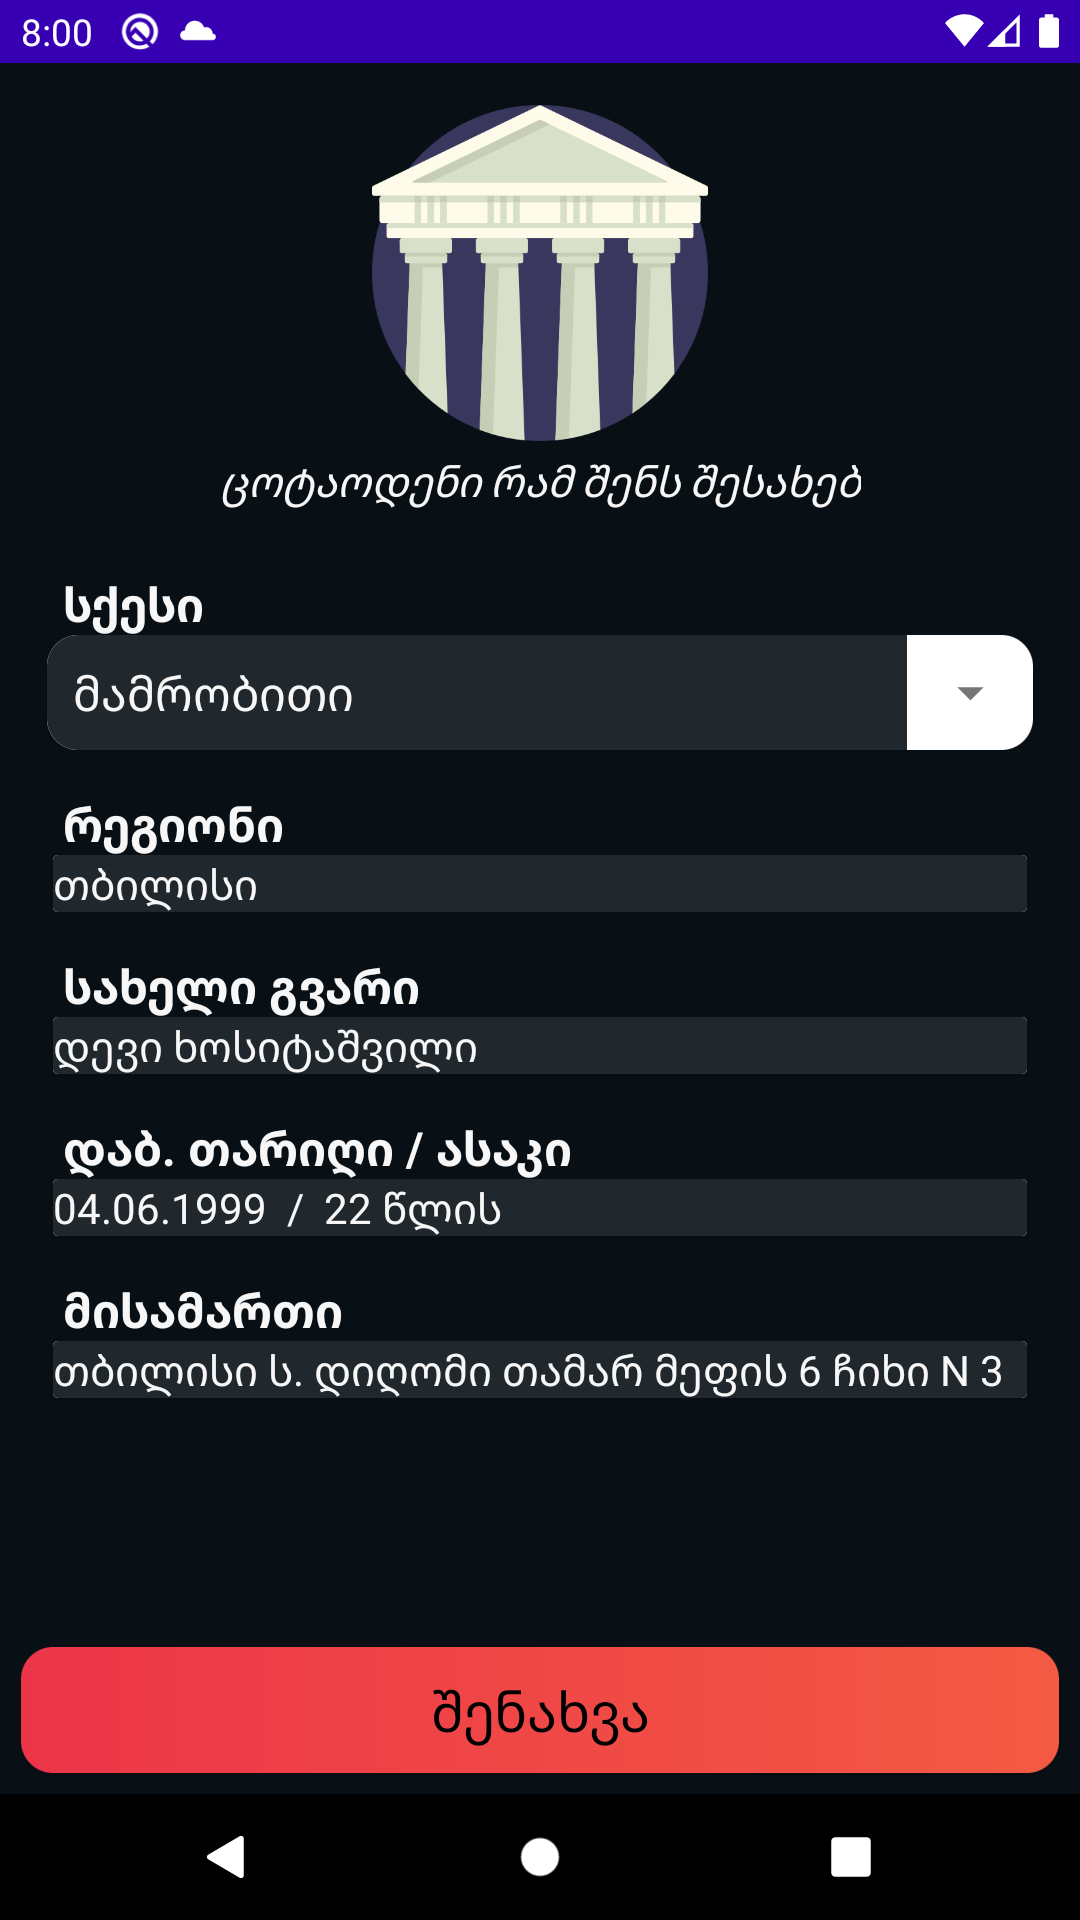 8:00
ცოტაოდენი რამ შენს შესახებ
სქესი
მამრობითი
რეგიონი
თბილისი
სახელი გვარი
დევი ხოსიტაშვილი
დაბ. თარიღი / ასაკი
04.06.1999 / 22 წლის
მისამართი
თბილისი ს. დიღომი თამარ მეფის 6 ჩიხი N 3
შენახვა